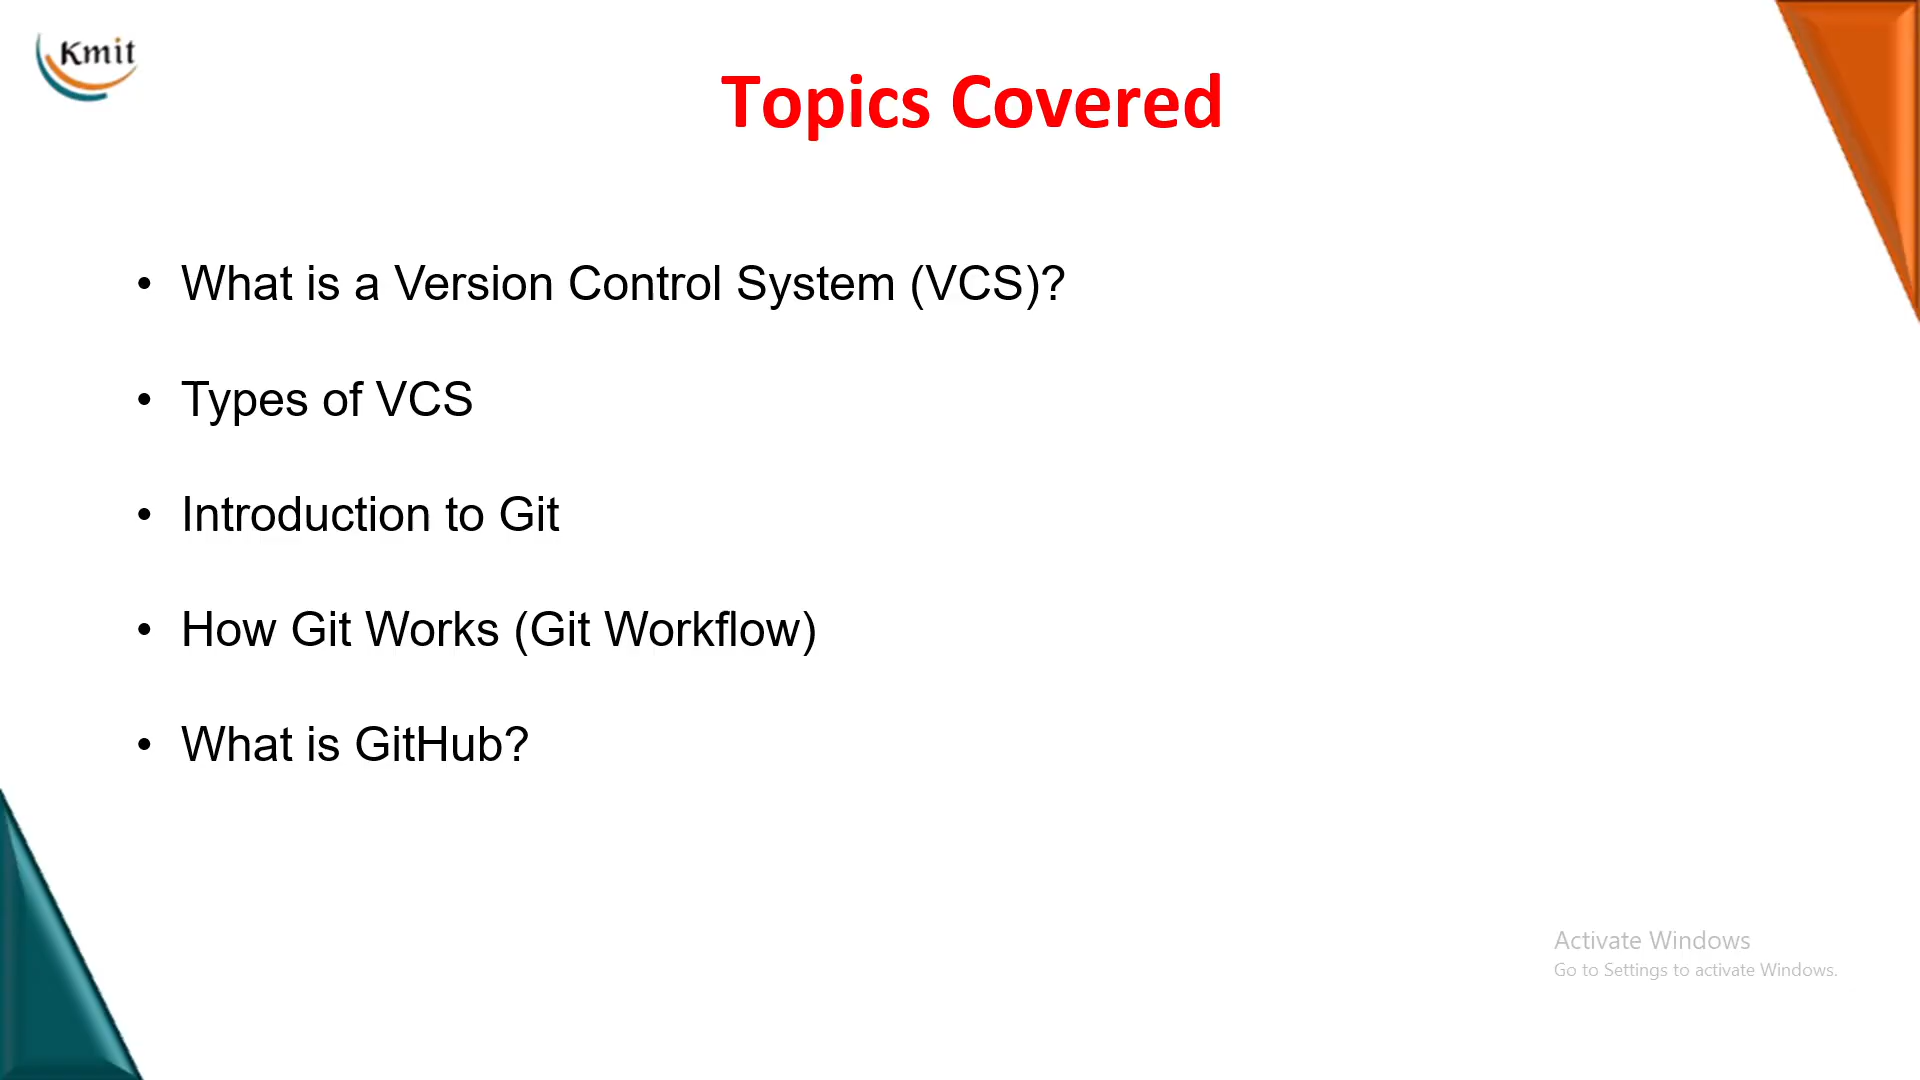 Kmit
Topics Covered
• What is a Version Control System (VCS)?
• Types of VCS
• Introduction to Git
• How Git Works (Git Workflow)
• What is GitHub?
Activate Windows
Go to Settings to activate Windows.